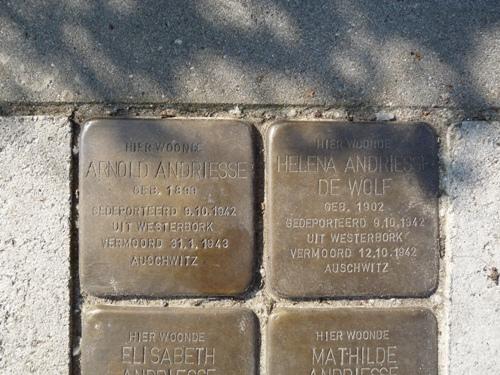 HIER WOONDE
ARNOLD ANDRIESSE
GEB. 1899
GEDEPORTEERD 9.10.1942
UIT WESTERBORK
VERMOORD 31.1.1943
AUSCHWITZ
HIER WOONDE
HELENA ANDRIESSE-
DE WOLF
GEB. 1902
GEDEPORTEERD 9.10.1942
UIT WESTERBORK
VERMOORD 12.10.1942
AUSCHWITZ
HIER WOONDE
ELISABETH
ANDRIESSE
HIER WOONDE
MATHILDE
ANDRIESSE